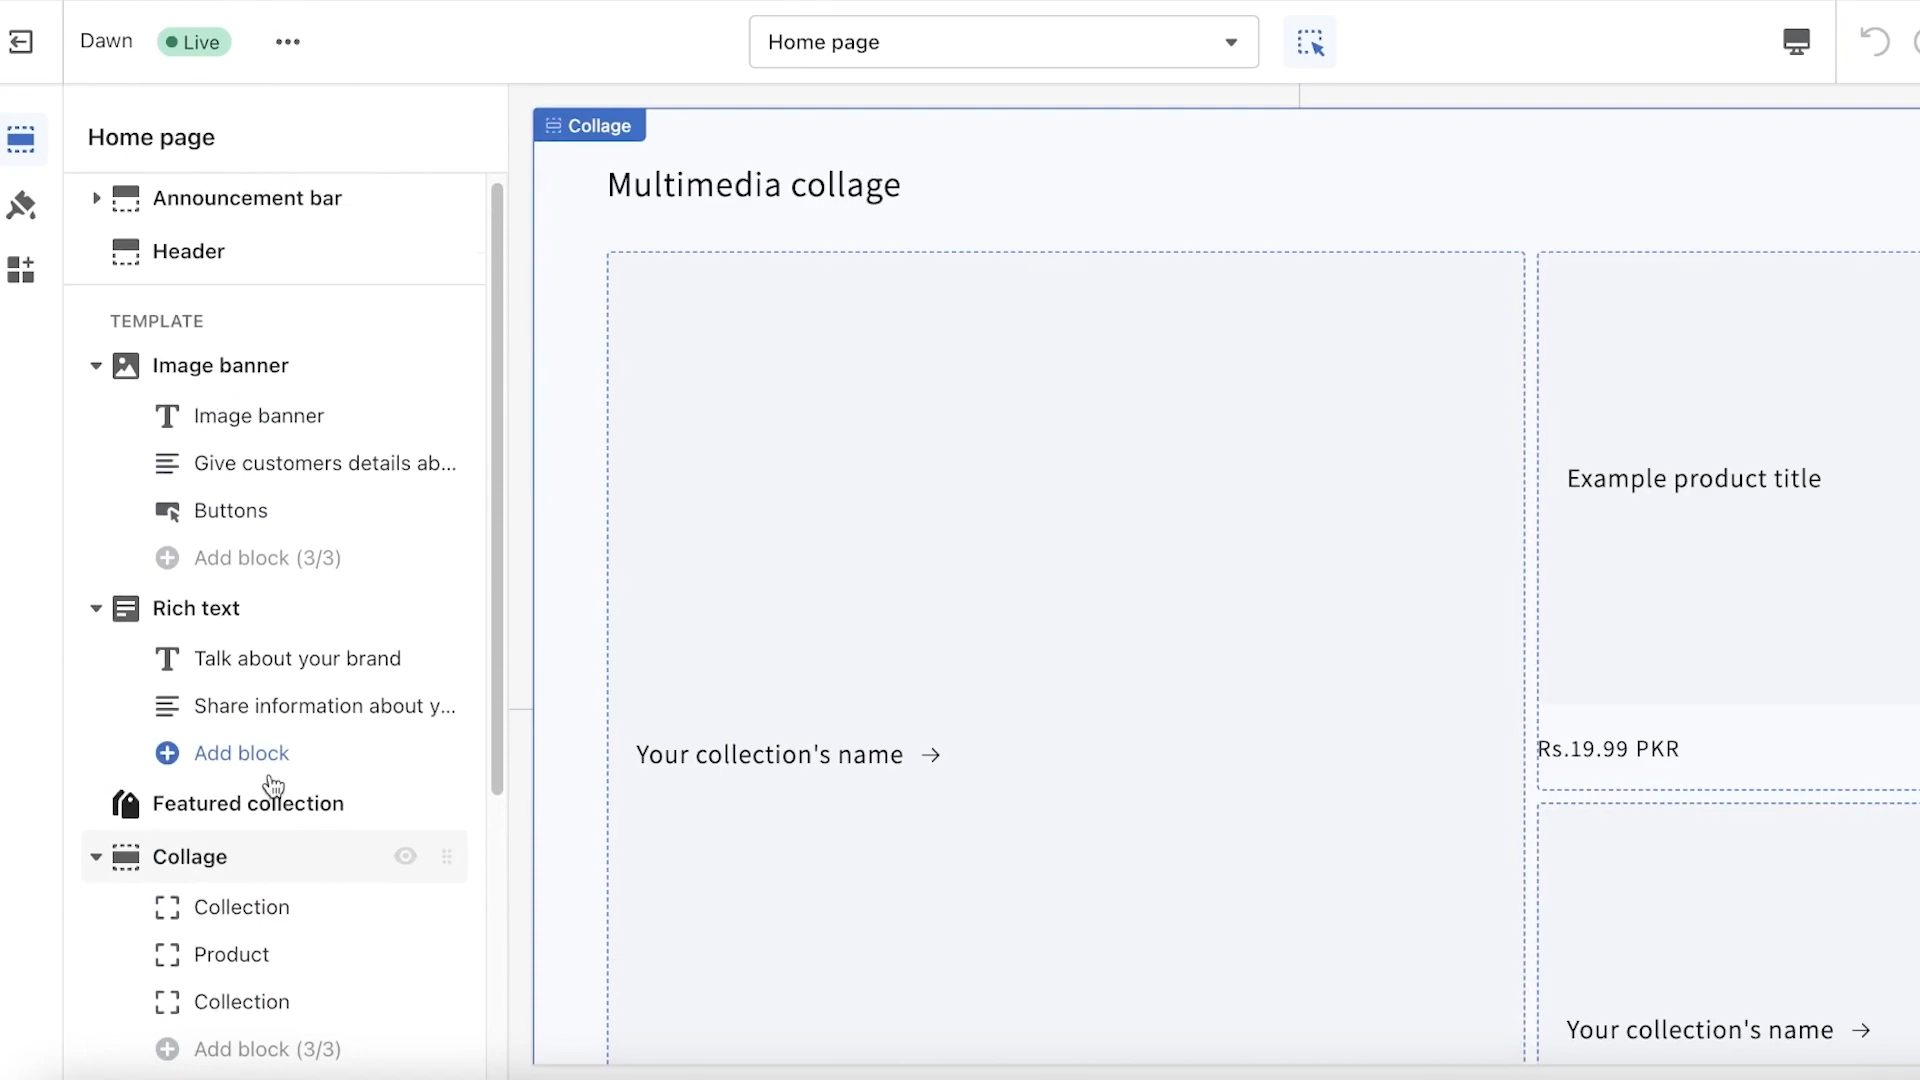 Dawn
Live
Home page
Home page
Announcement bar
Header
TEMPLATE
Image banner
Image banner
Give customers details ab...
Buttons
Add block (3/3)
Rich text
Talk about your brand
Share information about y...
Add block
Featured collection
Collage
Collection
Product
Collection
Add block (3/3)
Collage
Multimedia collage
Your collection's name →
Example product title
Rs.19.99 PKR
Your collection's name →